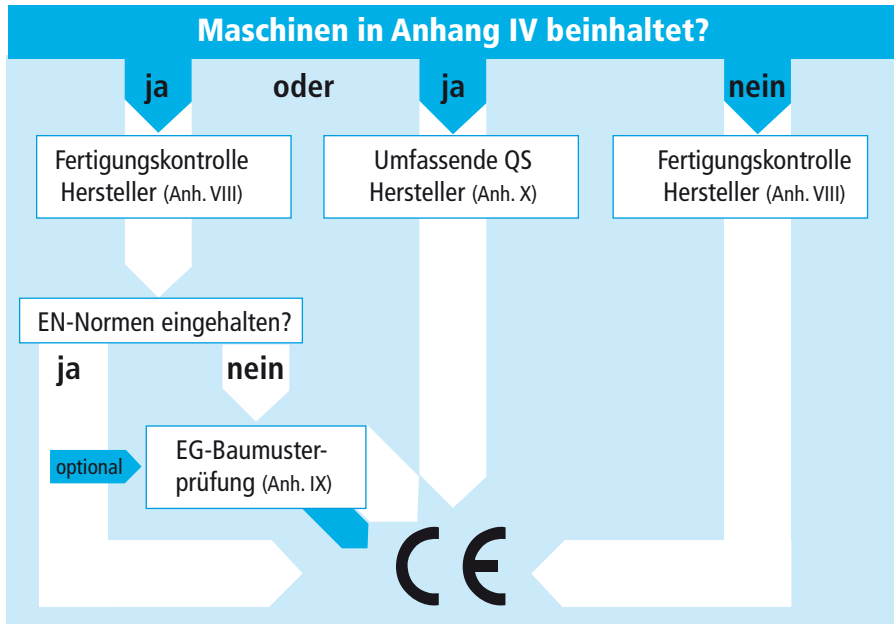 Maschinen in Anhang IV beinhaltet?
ja
oder
ja
nein
Fertigungskontrolle
Hersteller (Anh. VIII)
Umfassende QS
Hersteller (Anh. X)
Fertigungskontrolle
Hersteller (Anh. VIII)
EN-Normen eingehalten?
ja
nein
optional
EG-Baumuster-
prüfung (Anh. IX)
CE